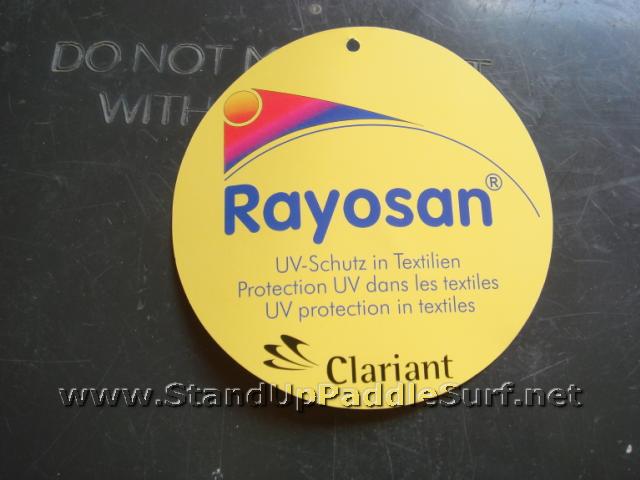 DO NOT
WITH
Rayosan®
UV-Schutz in Textilien
Protection UV dans les textiles
UV protection in textiles
Clariant
www.StandUpPaddleSurf.net